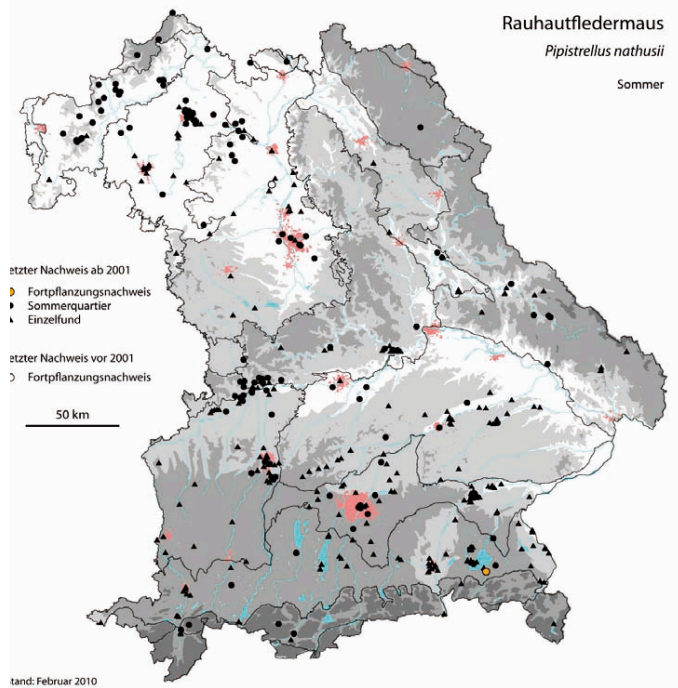 Rauhautfledermaus
Pipistrellus nathusii
Sommer
etzter Nachweis ab 2001
Fortpflanzungsnachweis
Sommerquartier
Einzelfund
etzter Nachweis vor 2001
Fortpflanzungsnachweis
50 km
tand: Februar 2010